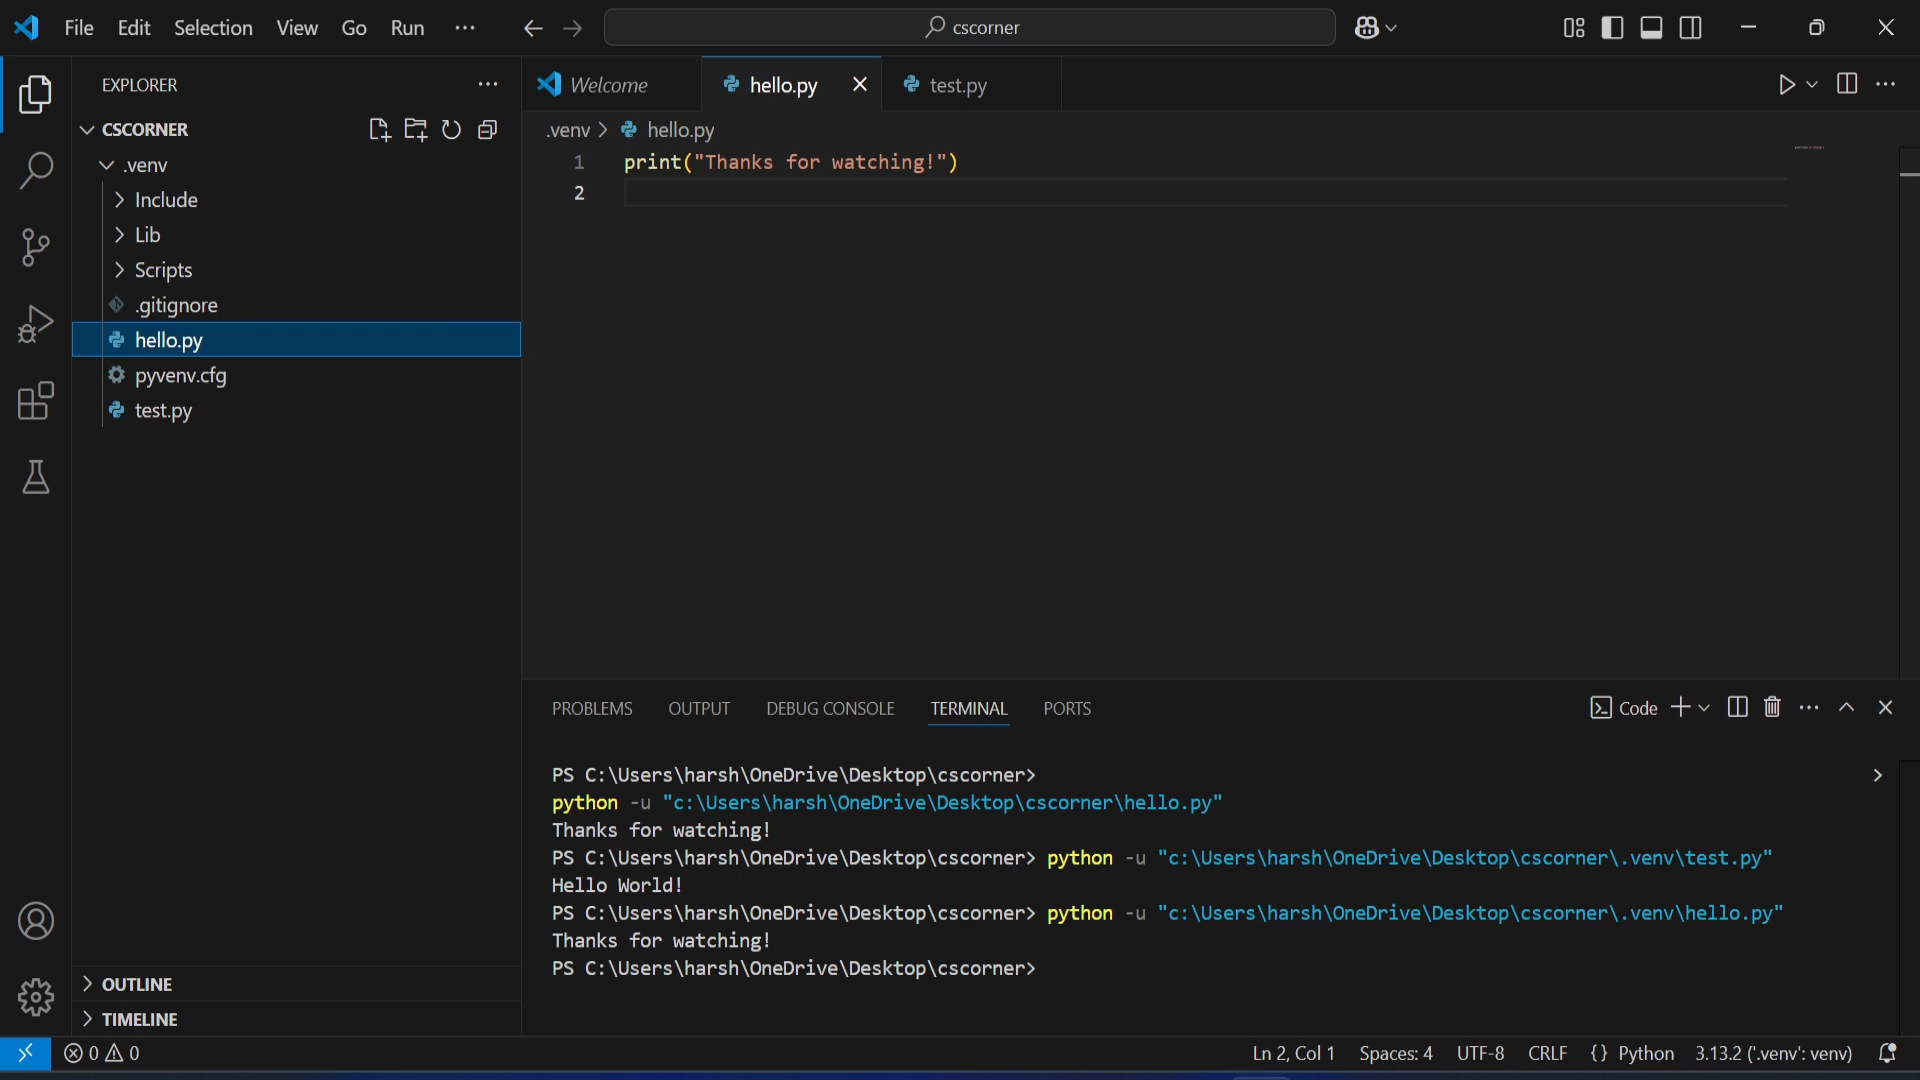 File Edit Selection View Go Run
cscorner
EXPLORER
CSCORNER
.venv
Include
Lib
Scripts
.gitignore
hello.py
pyvenv.cfg
test.py
OUTLINE
TIMELINE
Welcome hello.py test.py
.venv > hello.py
1 print("Thanks for watching!")
2
PROBLEMS OUTPUT DEBUG CONSOLE TERMINAL PORTS
Code
PS C:\Users\harsh\OneDrive\Desktop\cscorner>
python -u "c:\Users\harsh\OneDrive\Desktop\cscorner\hello.py"
Thanks for watching!
PS C:\Users\harsh\OneDrive\Desktop\cscorner> python -u "c:\Users\harsh\OneDrive\Desktop\cscorner\.venv\test.py"
Hello World!
PS C:\Users\harsh\OneDrive\Desktop\cscorner> python -u "c:\Users\harsh\OneDrive\Desktop\cscorner\.venv\hello.py"
Thanks for watching!
PS C:\Users\harsh\OneDrive\Desktop\cscorner>
0 0
Ln 2, Col 1 Spaces: 4 UTF-8 CRLF {} Python 3.13.2 ('.venv': venv)